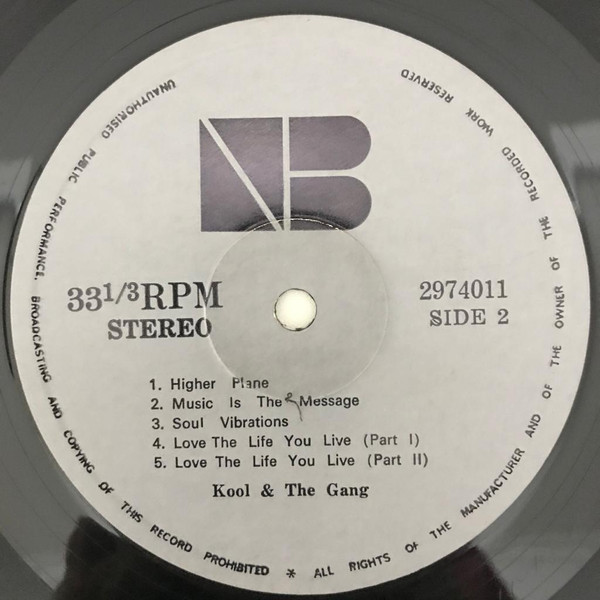 NB
33 1/3 RPM
STEREO
2974011
SIDE 2
1. Higher Plane
2. Music Is The Message
3. Soul Vibrations
4. Love The Life You Live (Part I)
5. Love The Life You Live (Part II)
Kool & The Gang
UNAUTHORISED PUBLIC PERFORMANCE, BROADCASTING AND COPYING OF THIS RECORD PROHIBITED * ALL RIGHTS OF THE MANUFACTURER AND OF THE OWNER OF THE RECORDED WORK RESERVED